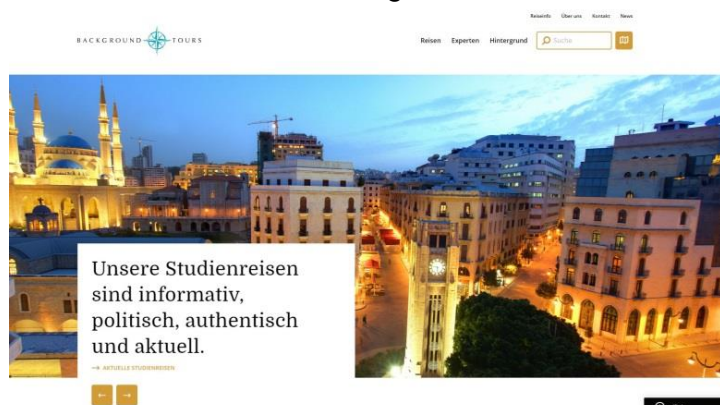 Reiseinfo Über uns Kontakt News
BACKGROUND TOURS
Reisen Experten Hintergrund Suche
Unsere Studienreisen
sind informativ,
politisch, authentisch
und aktuell.
→ AKTUELLE STUDIENREISEN
← →